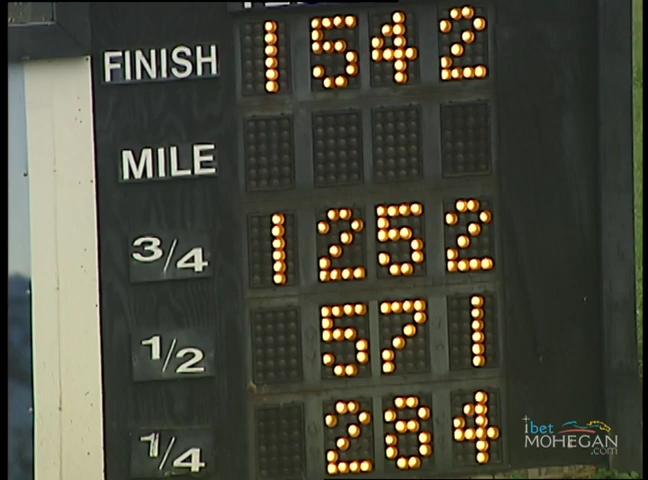 FINISH 1542
MILE
3/4 1252
1/2 571
1/4 284
ibet
MOHEGAN
.com